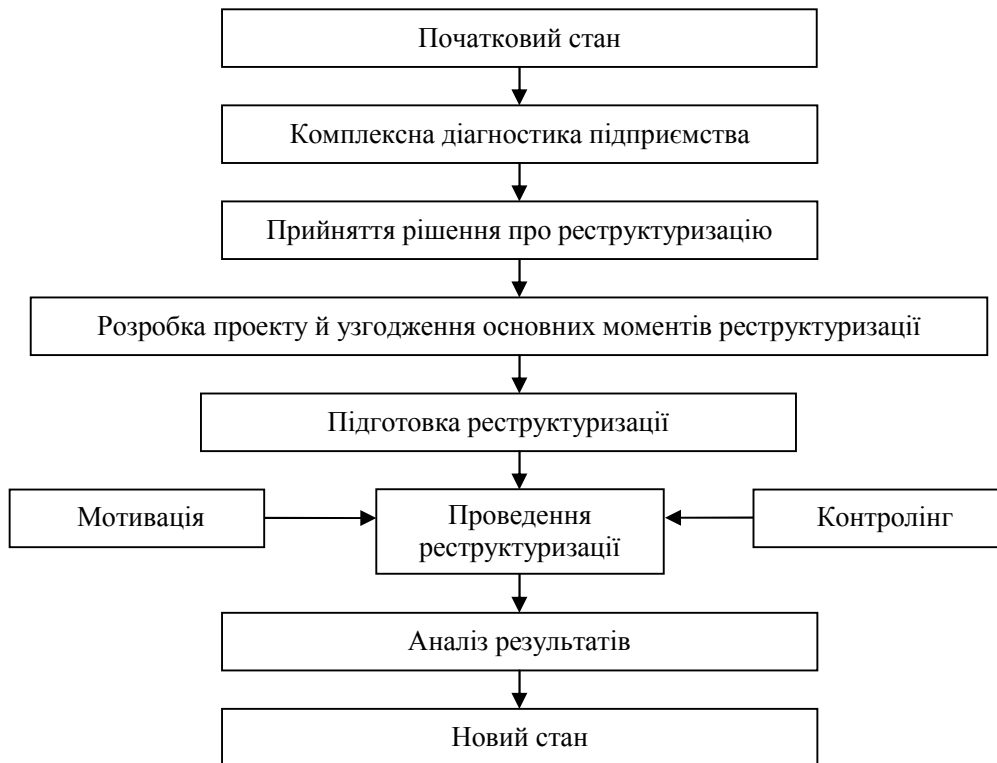 Початковий стан
Комплексна діагностика підприємства
Прийняття рішення про реструктуризацію
Розробка проекту й узгодження основних моментів реструктуризації
Підготовка реструктуризації
Мотивація
Проведення
реструктуризації
Контролінг
Аналіз результатів
Новий стан